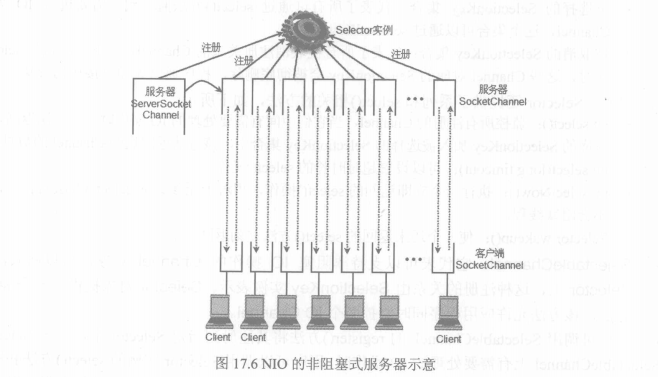 Selector实例
注册
注册
注册
服务器
ServerSocket
Channel
服务器
SocketChannel
客户端
SocketChannel
Client
Client
Client
图 17.6 NIO 的非阻塞式服务器示意